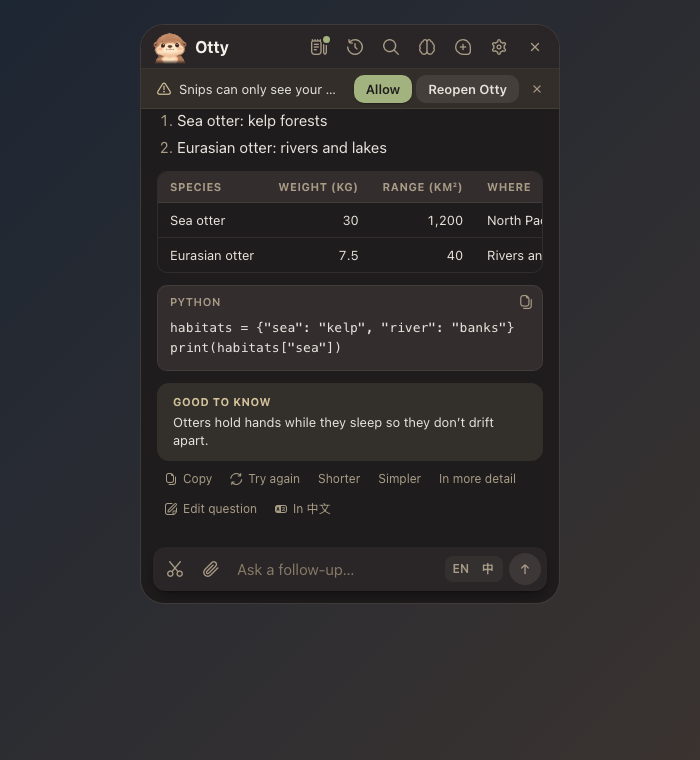 Otty
Snips can only see your ...
Allow
Reopen Otty
1. Sea otter: kelp forests
2. Eurasian otter: rivers and lakes
SPECIES WEIGHT (KG) RANGE (KM²) WHERE
Sea otter 30 1,200 North Pac
Eurasian otter 7.5 40 Rivers an
PYTHON
habitats = {"sea": "kelp", "river": "banks"}
print(habitats["sea"])
GOOD TO KNOW
Otters hold hands while they sleep so they don’t drift
apart.
Copy Try again Shorter Simpler In more detail
Edit question In 中文
Ask a follow-up... EN 中